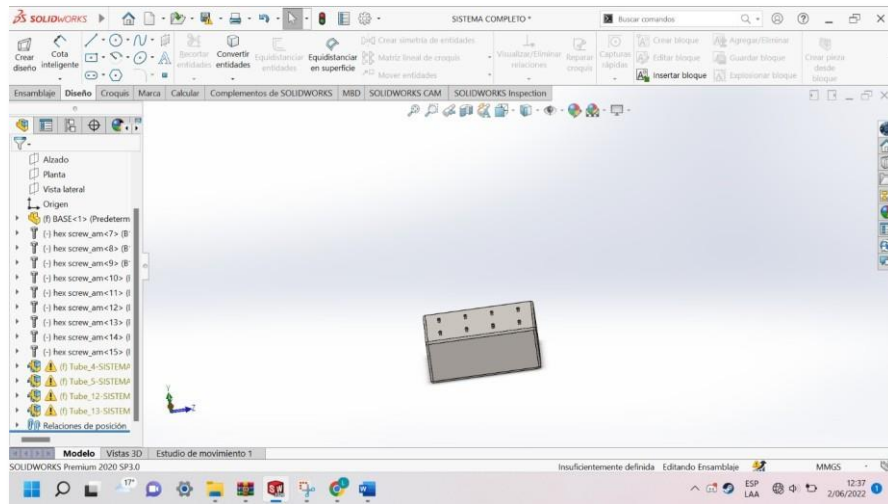 SOLIDWORKS
SISTEMA COMPLETO *
Buscar comandos
Crear diseño
Cota inteligente
Recortar entidades
Convertir entidades
Equidistanciar entidades
Equidistanciar en superficie
Crear simetría de entidades
Matriz lineal de croquis
Mover entidades
Visualizar/Eliminar relaciones
Reparar croquis
Capturas rápidas
Crear bloque
Editar bloque
Insertar bloque
Agregar/Eliminar
Guardar bloque
Explosionar bloque
Crear pieza desde bloque
Ensamblaje Diseño Croquis Marca Calcular Complementos de SOLIDWORKS MBD SOLIDWORKS CAM SOLIDWORKS Inspection
Alzado
Planta
Vista lateral
Origen
(f) BASE<1> (Predeterm
(-) hex screw_am<7> (B
(-) hex screw_am<8> (B
(-) hex screw_am<9> (B
(-) hex screw_am<10> (
(-) hex screw_am<11> (
(-) hex screw_am<12> (
(-) hex screw_am<13> (
(-) hex screw_am<14> (
(-) hex screw_am<15> (
(f) Tube_4-SISTEMA
(f) Tube_5-SISTEMA
(f) Tube_12-SISTEM
(f) Tube_13-SISTEM
Relaciones de posición
Y
Z
Modelo Vistas 3D Estudio de movimiento 1
SOLIDWORKS Premium 2020 SP3.0
Insuficientemente definida Editando Ensamblaje MMGS
17°
ESP
LAA
12:37
2/06/2022